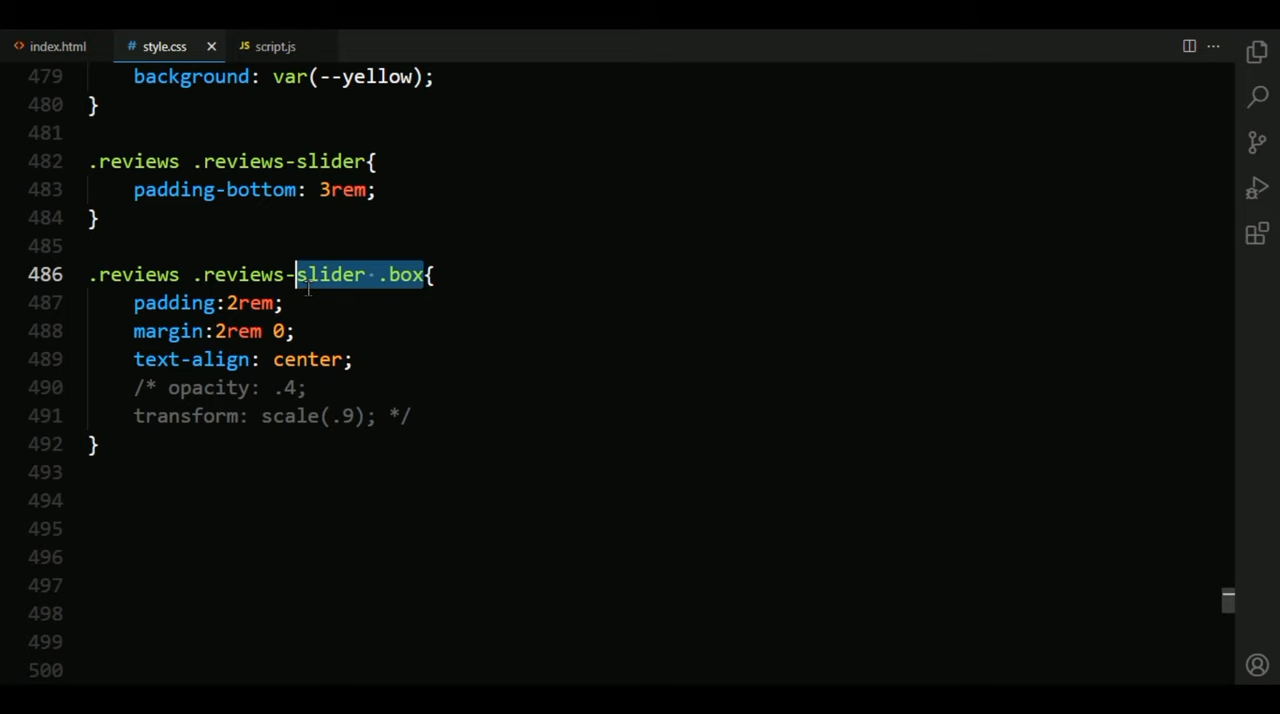 index.html # style.css × JS script.js ...
479 background: var(--yellow);
480 }
481
482 .reviews .reviews-slider{
483 padding-bottom: 3rem;
484 }
485
486 .reviews .reviews-slider .box{
487 padding:2rem;
488 margin:2rem 0;
489 text-align: center;
490 /* opacity: .4;
491 transform: scale(.9); */
492 }
493
494
495
496
497
498
499
500